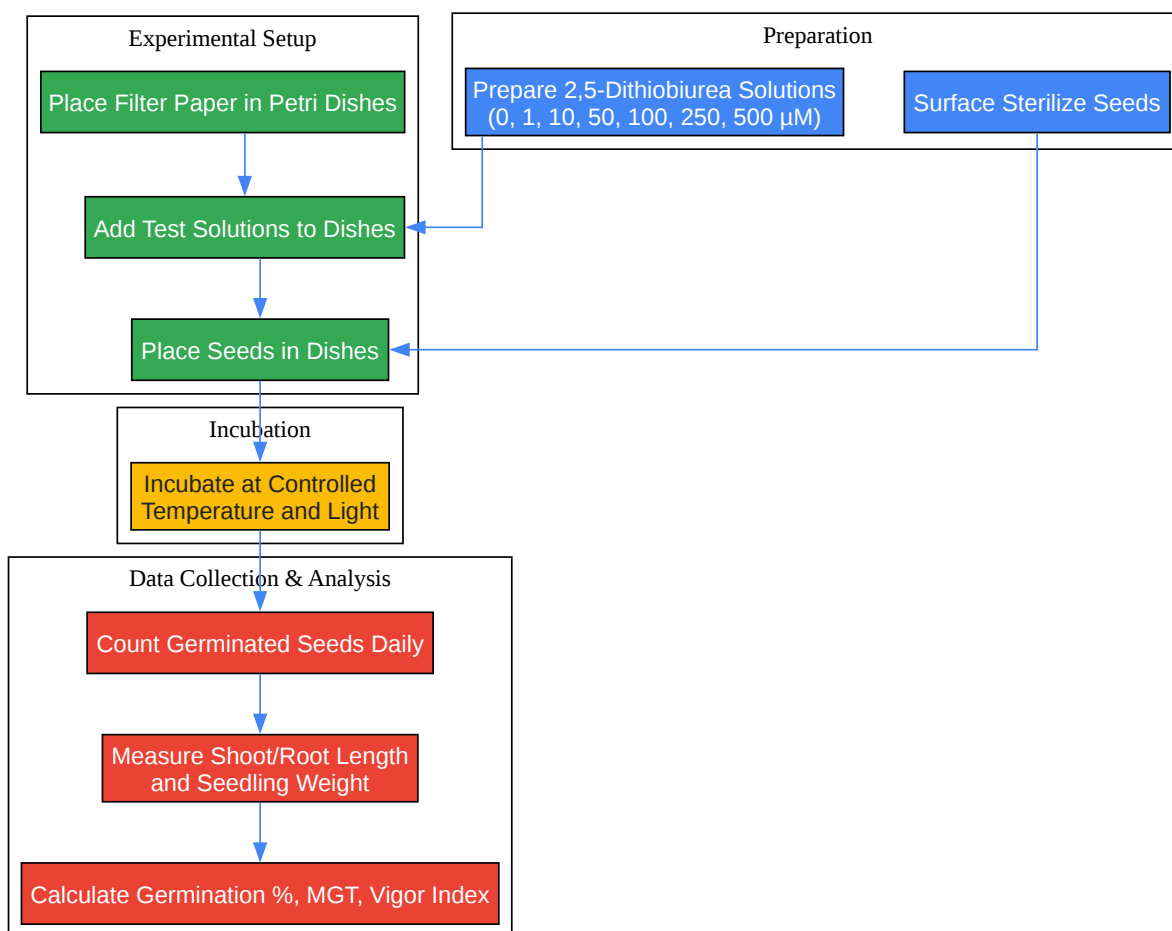 Experimental Setup
Place Filter Paper in Petri Dishes
Add Test Solutions to Dishes
Place Seeds in Dishes
Preparation
Prepare 2,5-Dithiobiurea Solutions
(0, 1, 10, 50, 100, 250, 500 µM)
Surface Sterilize Seeds
Incubation
Incubate at Controlled
Temperature and Light
Data Collection & Analysis
Count Germinated Seeds Daily
Measure Shoot/Root Length
and Seedling Weight
Calculate Germination %, MGT, Vigor Index